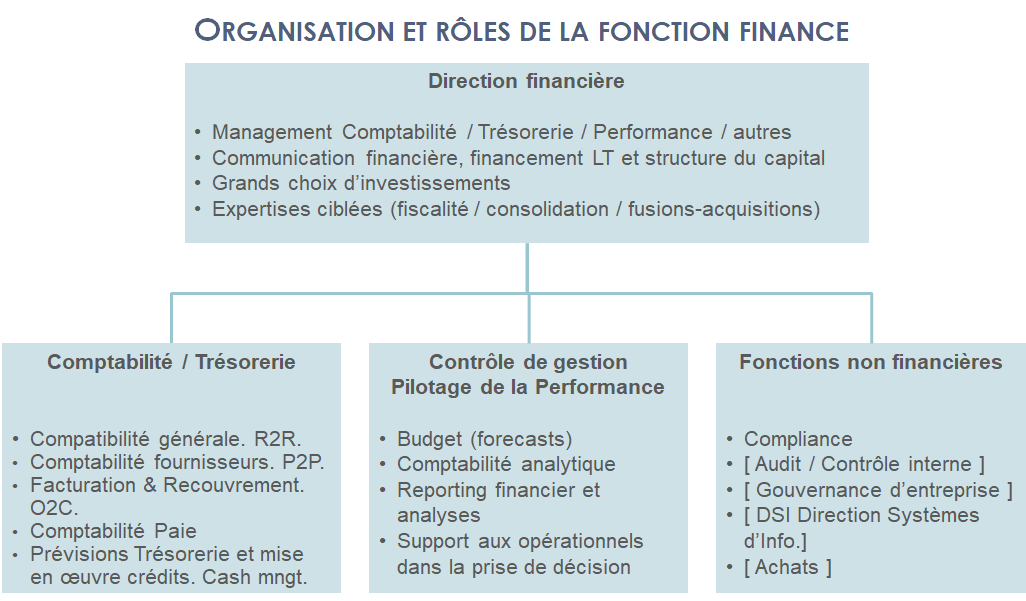 ORGANISATION ET RÔLES DE LA FONCTION FINANCE
Direction financière
• Management Comptabilité / Trésorerie / Performance / autres
• Communication financière, financement LT et structure du capital
• Grands choix d'investissements
• Expertises ciblées (fiscalité / consolidation / fusions-acquisitions)
Comptabilité / Trésorerie
• Compatibilité générale. R2R.
• Comptabilité fournisseurs. P2P.
• Facturation & Recouvrement.
O2C.
• Comptabilité Paie
• Prévisions Trésorerie et mise
en œuvre crédits. Cash mngt.
Contrôle de gestion
Pilotage de la Performance
• Budget (forecasts)
• Comptabilité analytique
• Reporting financier et
analyses
• Support aux opérationnels
dans la prise de décision
Fonctions non financières
• Compliance
• [ Audit / Contrôle interne ]
• [ Gouvernance d'entreprise ]
• [ DSI Direction Systèmes
d'Info.]
• [ Achats ]